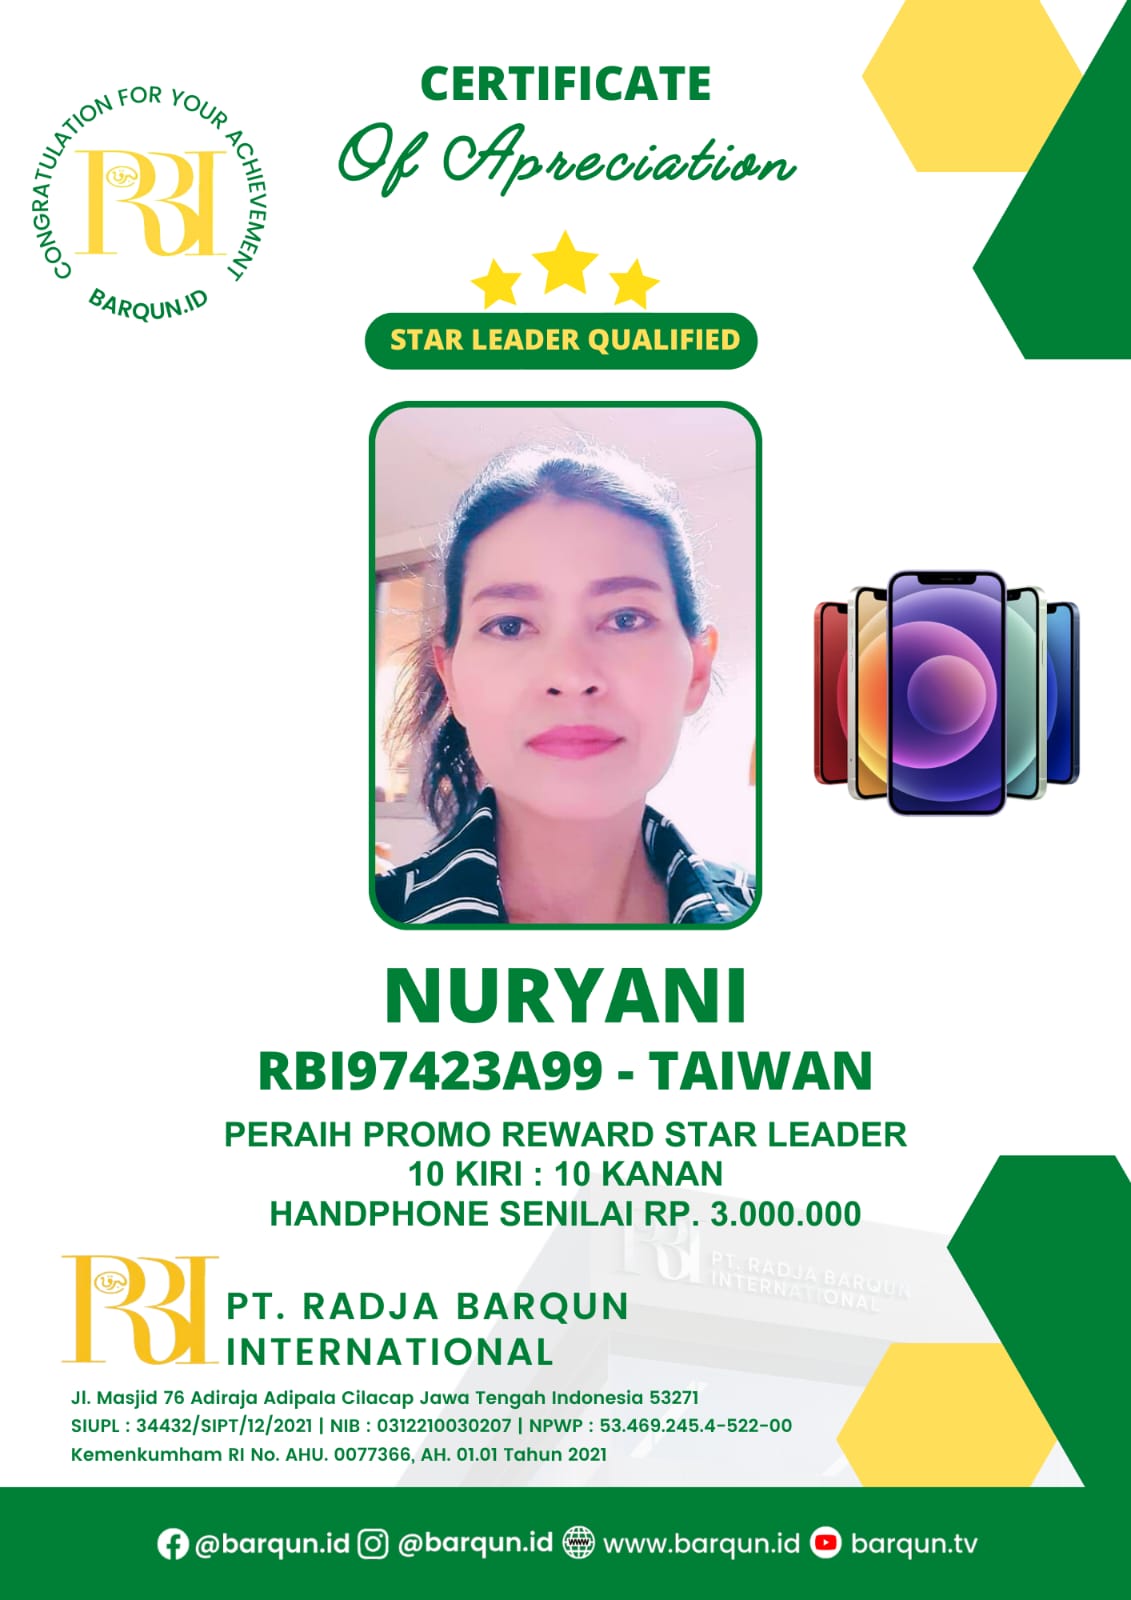 CERTIFICATE
Of Apreciation
CONGRATULATION FOR YOUR ACHIEVEMENT
RBI
BARQUN.ID
STAR LEADER QUALIFIED
NURYANI
RBI97423A99 - TAIWAN
PERAIH PROMO REWARD STAR LEADER
10 KIRI : 10 KANAN
HANDPHONE SENILAI RP. 3.000.000
RBI
PT. RADJA BARQUN
INTERNATIONAL
RBI
PT. RADJA BARQUN
INTERNATIONAL
Jl. Masjid 76 Adiraja Adipala Cilacap Jawa Tengah Indonesia 53271
SIUPL : 34432/SIPT/12/2021 | NIB : 0312210030207 | NPWP : 53.469.245.4-522-00
Kemenkumham RI No. AHU. 0077366, AH. 01.01 Tahun 2021
@barqun.id @barqun.id www.barqun.id barqun.tv